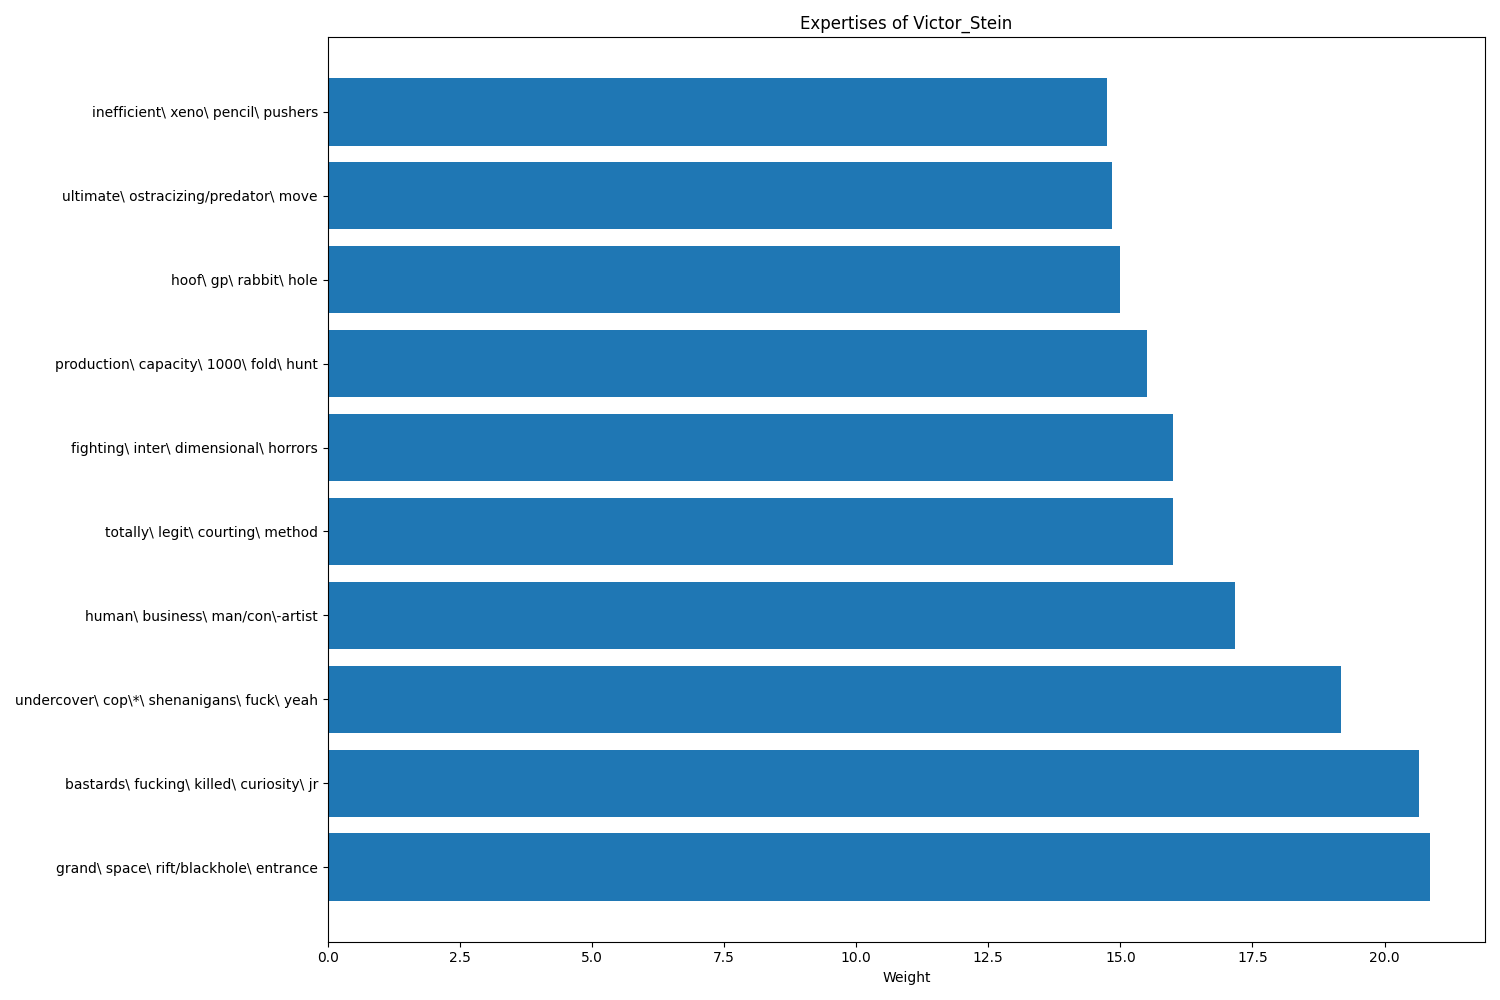 Expertises of Victor_Stein
inefficient\ xeno\ pencil\ pushers
ultimate\ ostracizing/predator\ move
hoof\ gp\ rabbit\ hole
production\ capacity\ 1000\ fold\ hunt
fighting\ inter\ dimensional\ horrors
totally\ legit\ courting\ method
human\ business\ man/con\-artist
undercover\ cop\*\ shenanigans\ fuck\ yeah
bastards\ fucking\ killed\ curiosity\ jr
grand\ space\ rift/blackhole\ entrance
0.0 2.5 5.0 7.5 10.0 12.5 15.0 17.5 20.0
Weight